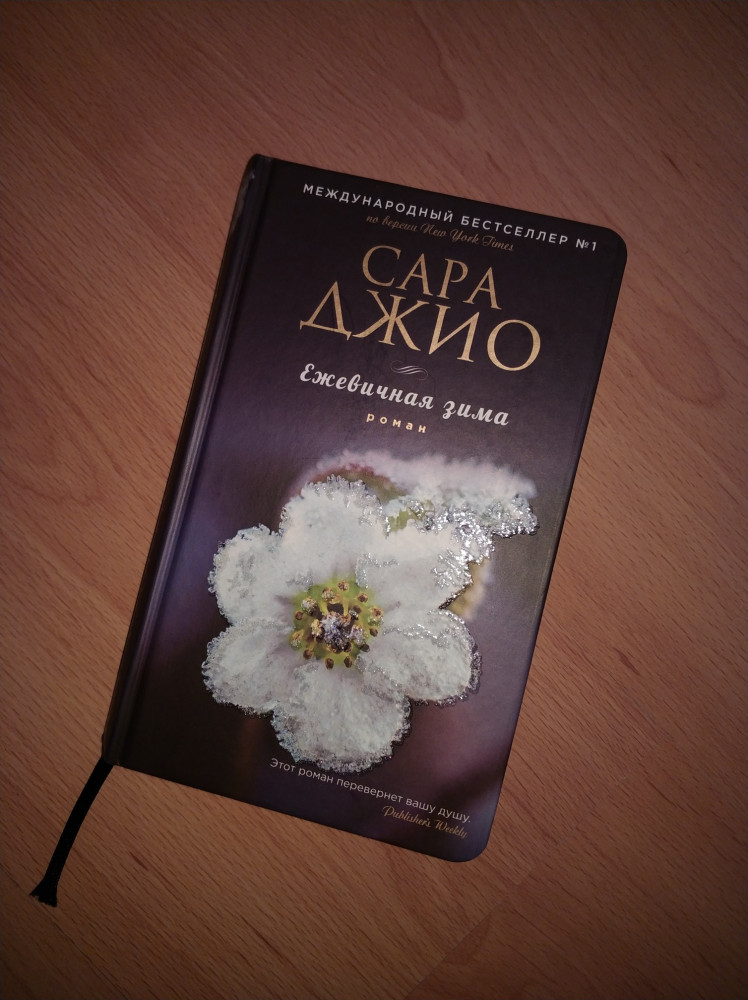 МЕЖДУНАРОДНЫЙ БЕСТСЕЛЛЕР №1
по версии New York Times
САРА
ДЖИО
Ежевичная зима
роман
Этот роман перевернет вашу душу.
Publisher's Weekly